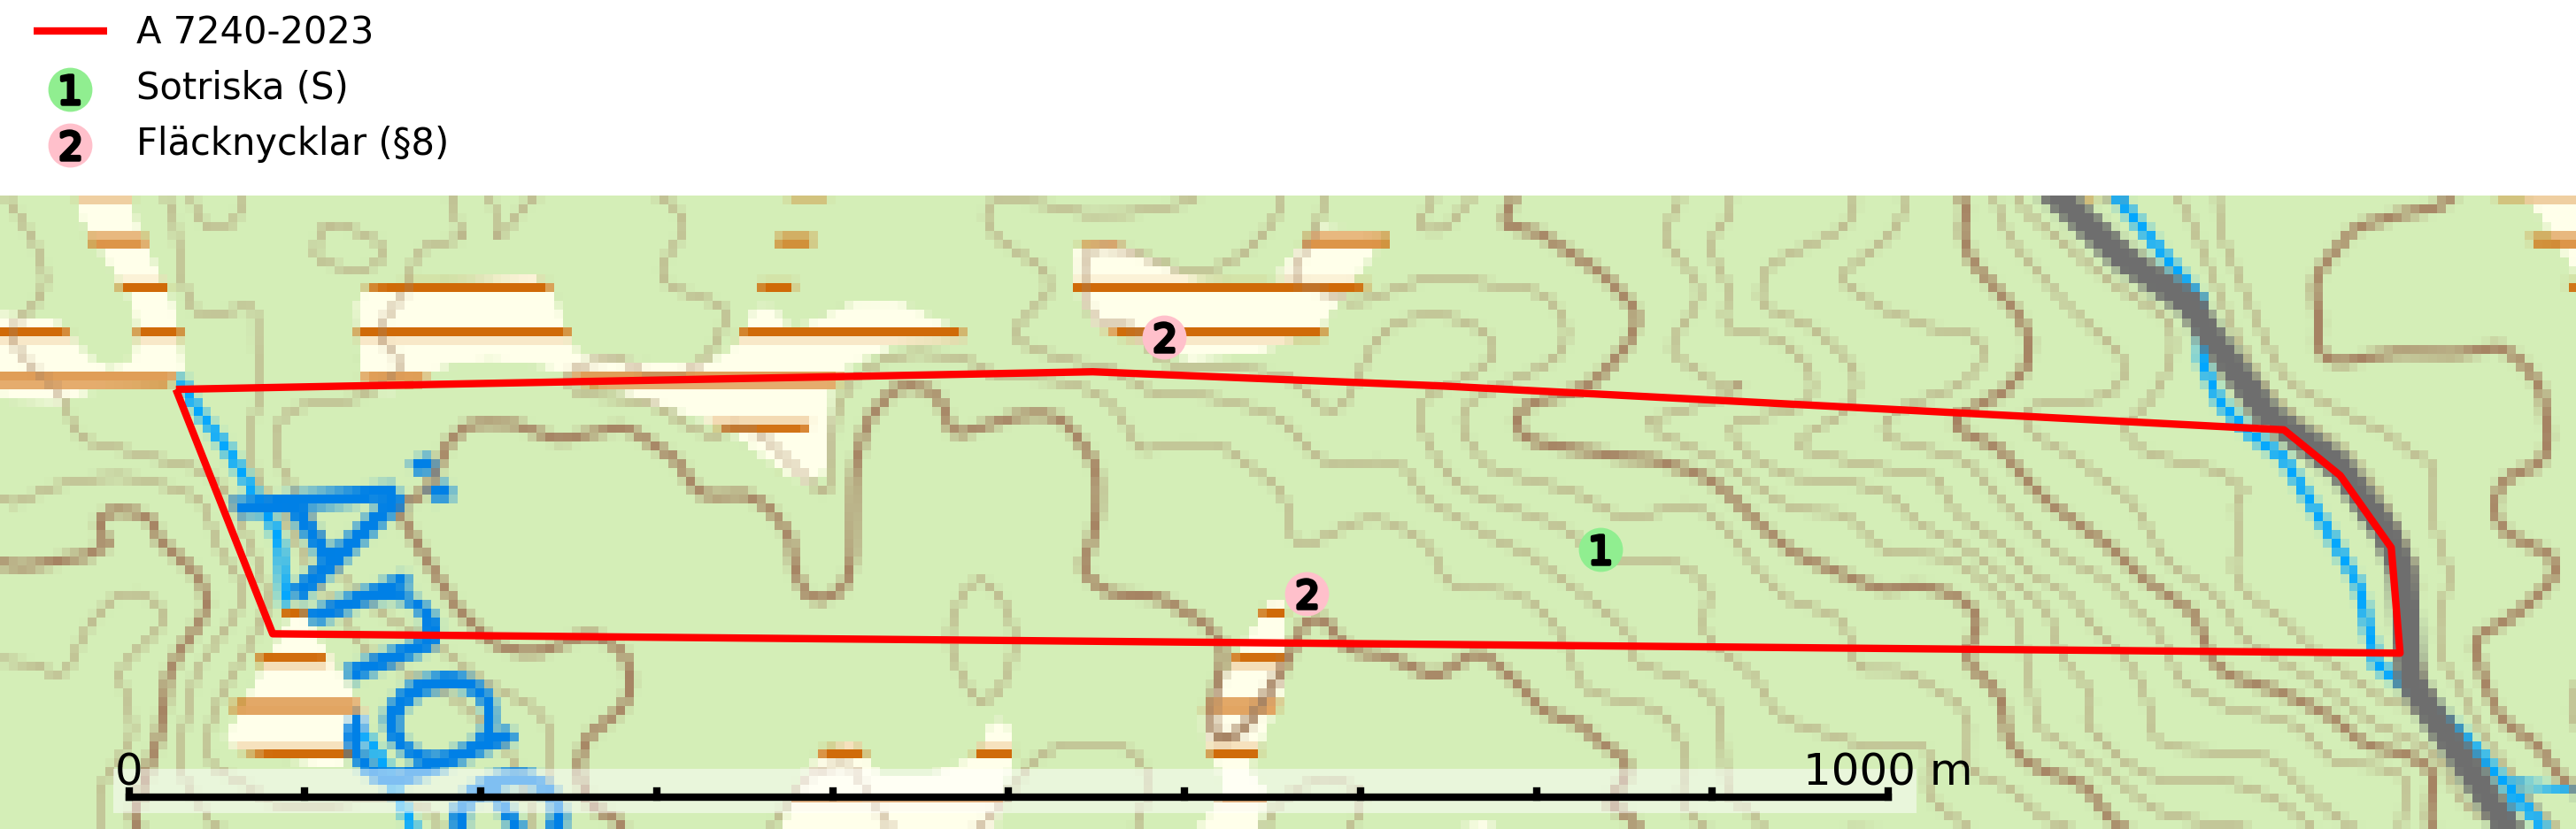 A 7240-2023
1 Sotriska (S)
2 Fläcknycklar (§8)
2
1
2
0
1000 m